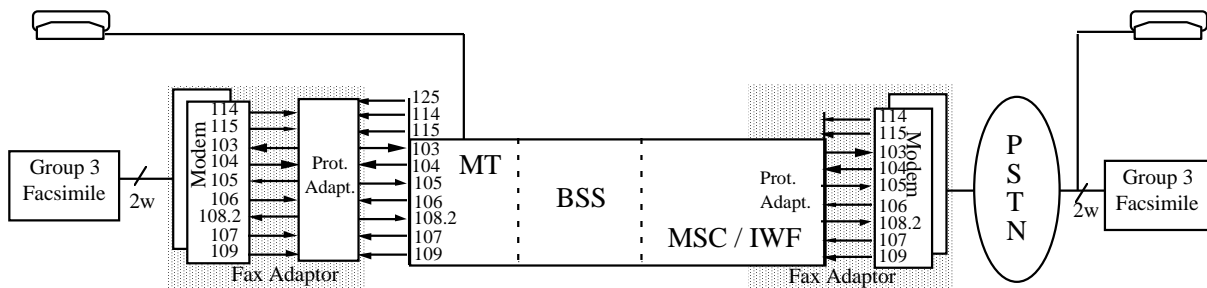 Group 3
Facsimile
2w
Modem
114
115
103
104
105
106
108.2
107
109
Fax Adaptor
Prot.
Adapt.
125
114
115
103
104
105
106
108.2
107
109
MT
BSS
MSC / IWF
Prot.
Adapt.
Fax Adaptor
114
115
103
104
105
106
108.2
107
109
Modem
P
S
T
N
2w
Group 3
Facsimile